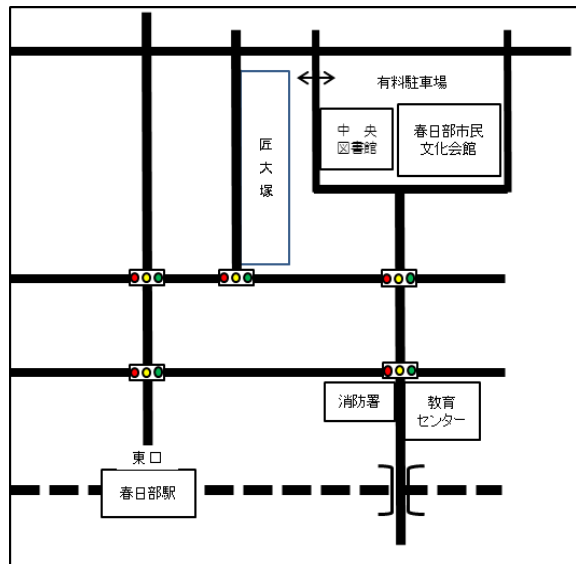 有料駐車場
中　央
図書館
春日部市民
文化会館
匠
大
塚
消防署
教育
センター
東口
春日部駅